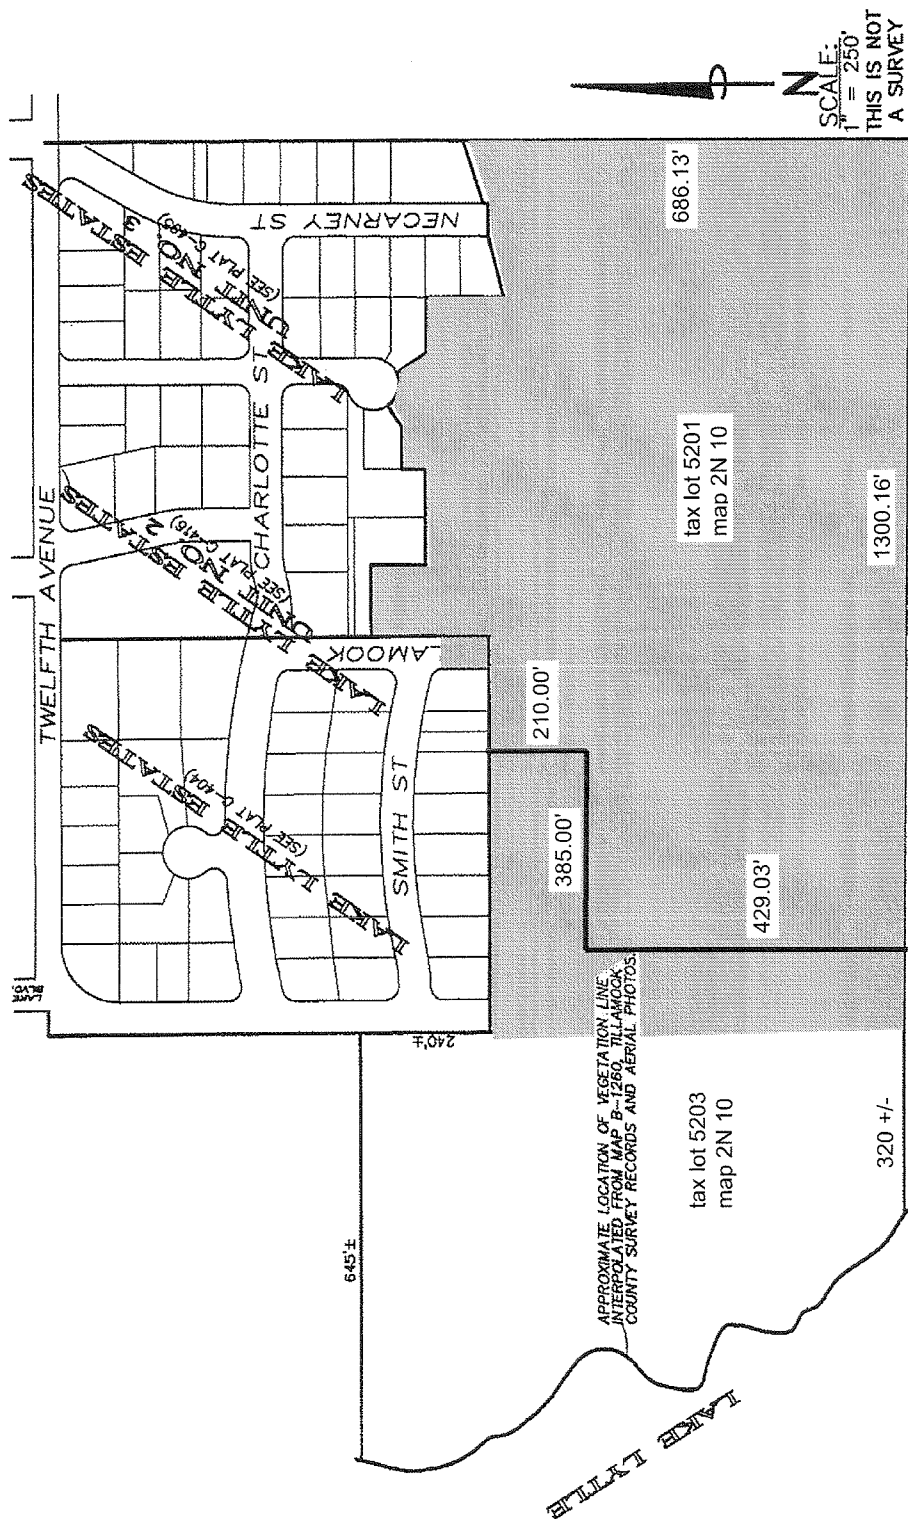 TWELFTH AVENUE
LAKE
BLVD.
LAKE LYTLE ESTATES
(SEE PLAT C-404)
LAKE LYTLE ESTATES
UNIT NO. 2
(SEE PLAT C-416)
LAKE LYTLE ESTATES
UNIT NO. 3
(SEE PLAT C-485)
CHARLOTTE ST
NECARNEY ST
LAMOOK
SMITH ST
645'±
240'±
210.00'
385.00'
429.03'
686.13'
1300.16'
320 +/-
tax lot 5201
map 2N 10
tax lot 5203
map 2N 10
APPROXIMATE LOCATION OF VEGETATION LINE
INTERPOLATED FROM MAP B-1260, TILLAMOOK
COUNTY SURVEY RECORDS AND AERIAL PHOTOS.
LAKE LYTLE
N
SCALE:
1" = 250'
THIS IS NOT
A SURVEY